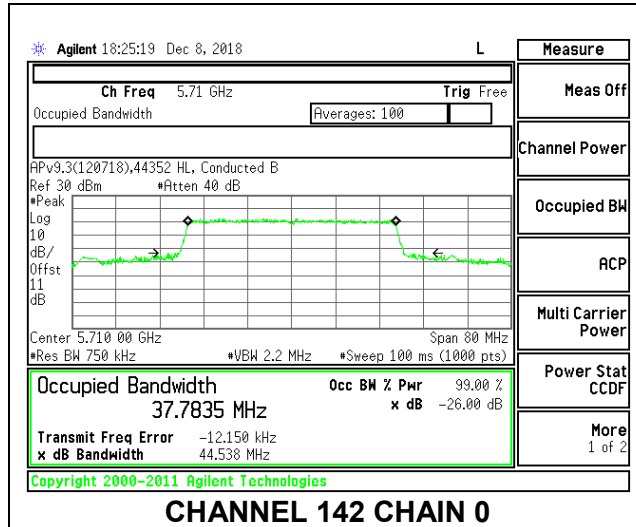 Agilent 18:25:19 Dec 8, 2018 L Measure
Ch Freq 5.71 GHz Trig Free Meas Off
Occupied Bandwidth Averages: 100
Channel Power
APv9.3(120718),44352 HL, Conducted B
Ref 30 dBm #Atten 40 dB
#Peak
Occupied BW
Log
10
dB/
ACP
Offst
11
dB
Multi Carrier
Power
Center 5.710 00 GHz Span 80 MHz
#Res BW 750 kHz #VBW 2.2 MHz #Sweep 100 ms (1000 pts)
Power Stat
CCDF
Occupied Bandwidth Occ BW % Pwr 99.00 %
37.7835 MHz x dB -26.00 dB
Transmit Freq Error -12.150 kHz
More
x dB Bandwidth 44.538 MHz
1 of 2
Copyright 2000-2011 Agilent Technologies
CHANNEL 142 CHAIN 0